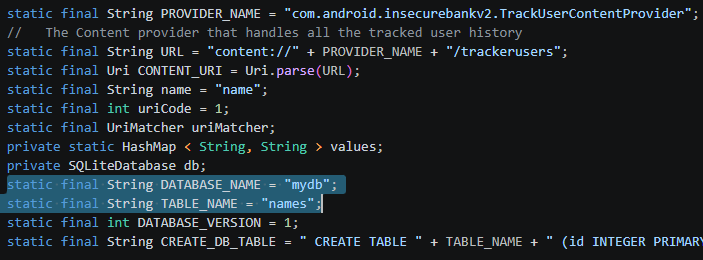 static final String PROVIDER_NAME = "com.android.insecurebankv2.TrackUserContentProvider";
//   The Content provider that handles all the tracked user history
static final String URL = "content://" + PROVIDER_NAME + "/trackerusers";
static final Uri CONTENT_URI = Uri.parse(URL);
static final String name = "name";
static final int uriCode = 1;
static final UriMatcher uriMatcher;
private static HashMap < String, String > values;
private SQLiteDatabase db;
static final String DATABASE_NAME = "mydb";
static final String TABLE_NAME = "names";
static final int DATABASE_VERSION = 1;
static final String CREATE_DB_TABLE = " CREATE TABLE " + TABLE_NAME + " (id INTEGER PRIMARY